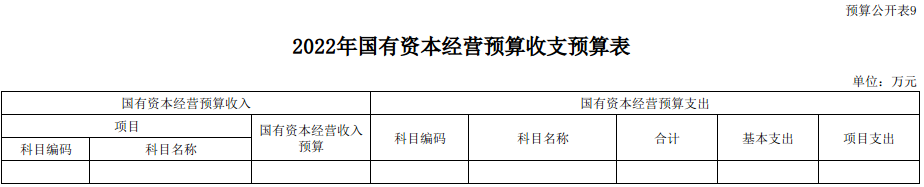 预算公开表9
2022年国有资本经营预算收支预算表
单位：万元
国有资本经营预算收入
国有资本经营预算支出
项目
国有资本经营收入
预算
科目编码
科目名称
合计
基本支出
项目支出
科目编码
科目名称